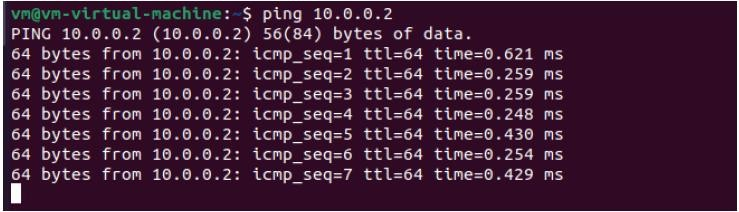 vm@vm-virtual-machine:~$ ping 10.0.0.2
PING 10.0.0.2 (10.0.0.2) 56(84) bytes of data.
64 bytes from 10.0.0.2: icmp_seq=1 ttl=64 time=0.621 ms
64 bytes from 10.0.0.2: icmp_seq=2 ttl=64 time=0.259 ms
64 bytes from 10.0.0.2: icmp_seq=3 ttl=64 time=0.259 ms
64 bytes from 10.0.0.2: icmp_seq=4 ttl=64 time=0.248 ms
64 bytes from 10.0.0.2: icmp_seq=5 ttl=64 time=0.430 ms
64 bytes from 10.0.0.2: icmp_seq=6 ttl=64 time=0.254 ms
64 bytes from 10.0.0.2: icmp_seq=7 ttl=64 time=0.429 ms